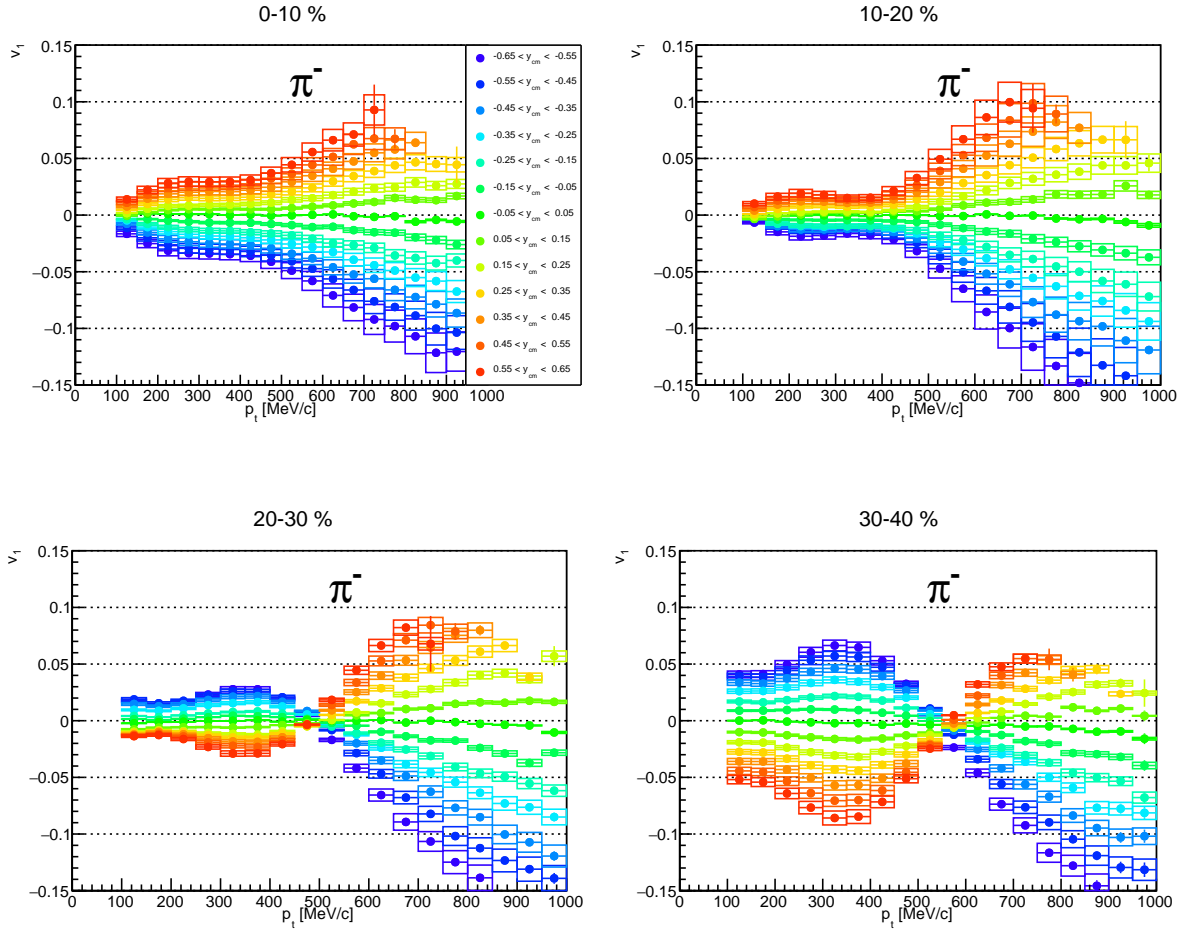 0-10 %
v1
0.15
0.1
0.05
0
−0.05
−0.1
−0.15
0 100 200 300 400 500 600 700 800 900 1000
pt [MeV/c]
π-
-0.65 < ycm < -0.55
-0.55 < ycm < -0.45
-0.45 < ycm < -0.35
-0.35 < ycm < -0.25
-0.25 < ycm < -0.15
-0.15 < ycm < -0.05
-0.05 < ycm < 0.05
0.05 < ycm < 0.15
0.15 < ycm < 0.25
0.25 < ycm < 0.35
0.35 < ycm < 0.45
0.45 < ycm < 0.55
0.55 < ycm < 0.65
10-20 %
v1
0.15
0.1
0.05
0
−0.05
−0.1
−0.15
0 100 200 300 400 500 600 700 800 900 1000
pt [MeV/c]
π-
20-30 %
v1
0.15
0.1
0.05
0
−0.05
−0.1
−0.15
0 100 200 300 400 500 600 700 800 900 1000
pt [MeV/c]
π-
30-40 %
v1
0.15
0.1
0.05
0
−0.05
−0.1
−0.15
0 100 200 300 400 500 600 700 800 900 1000
pt [MeV/c]
π-